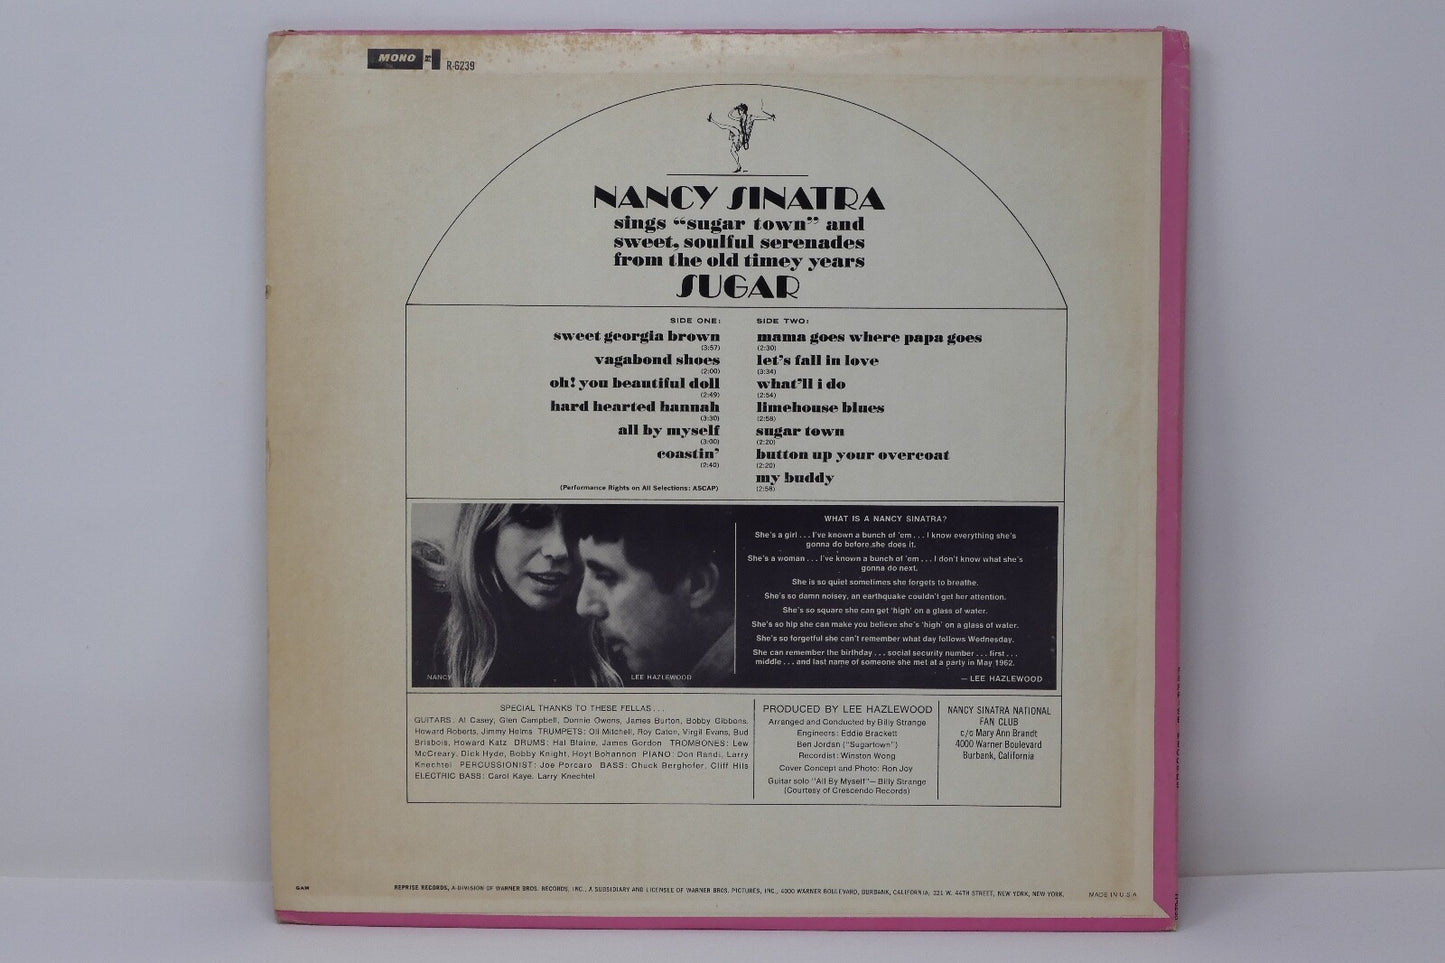 MONO R R-6239
NANCY SINATRA
sings “sugar town” and
sweet, soulful serenades
from the old timey years
SUGAR
SIDE ONE:
sweet georgia brown
(3:57)
vagabond shoes
(2:00)
oh! you beautiful doll
(2:49)
hard hearted hannah
(3:30)
all by myself
(3:00)
coastin’
(2:40)
(Performance Rights on All Selections: ASCAP)
SIDE TWO:
mama goes where papa goes
(2:30)
let’s fall in love
(3:34)
what’ll i do
(2:54)
limehouse blues
(2:58)
sugar town
(2:20)
button up your overcoat
(2:20)
my buddy
(2:58)
NANCY
LEE HAZLEWOOD
WHAT IS A NANCY SINATRA?
She's a girl . . . I've known a bunch of 'em . . . I know everything she's
gonna do before she does it.
She's a woman . . . I've known a bunch of 'em . . . I don't know what she's
gonna do next.
She is so quiet sometimes she forgets to breathe.
She's so damn noisey, an earthquake couldn't get her attention.
She's so square she can get 'high' on a glass of water.
She's so hip she can make you believe she's 'high' on a glass of water.
She's so forgetful she can't remember what day follows Wednesday.
She can remember the birthday . . . social security number . . . first . . .
middle . . . and last name of someone she met at a party in May 1962.
— LEE HAZLEWOOD
SPECIAL THANKS TO THESE FELLAS . . .
GUITARS: Al Casey, Glen Campbell, Donnie Owens, James Burton, Bobby Gibbons,
Howard Roberts, Jimmy Helms TRUMPETS: Oli Mitchell, Roy Caton, Virgil Evans, Bud
Brisbois, Howard Katz DRUMS: Hal Blaine, James Gordon TROMBONES: Lew
McCreary, Dick Hyde, Bobby Knight, Hoyt Bohannon PIANO: Don Randi, Larry
Knechtel PERCUSSIONIST: Joe Porcaro BASS: Chuck Berghofer, Cliff Hils
ELECTRIC BASS: Carol Kaye, Larry Knechtel
PRODUCED BY LEE HAZLEWOOD
Arranged and Conducted by Billy Strange
Engineers: Eddie Brackett
Ben Jordan ("Sugartown")
Recordist: Winston Wong
Cover Concept and Photo: Ron Joy
Guitar solo "All By Myself"— Billy Strange
(Courtesy of Crescendo Records)
NANCY SINATRA NATIONAL
FAN CLUB
c/o Mary Ann Brandt
4000 Warner Boulevard
Burbank, California
GAM
REPRISE RECORDS, A DIVISION OF WARNER BROS. RECORDS, INC., A SUBSIDIARY AND LICENSEE OF WARNER BROS. PICTURES, INC., 4000 WARNER BOULEVARD, BURBANK, CALIFORNIA. 321 W. 44TH STREET, NEW YORK, NEW YORK.
MADE IN U.S.A.